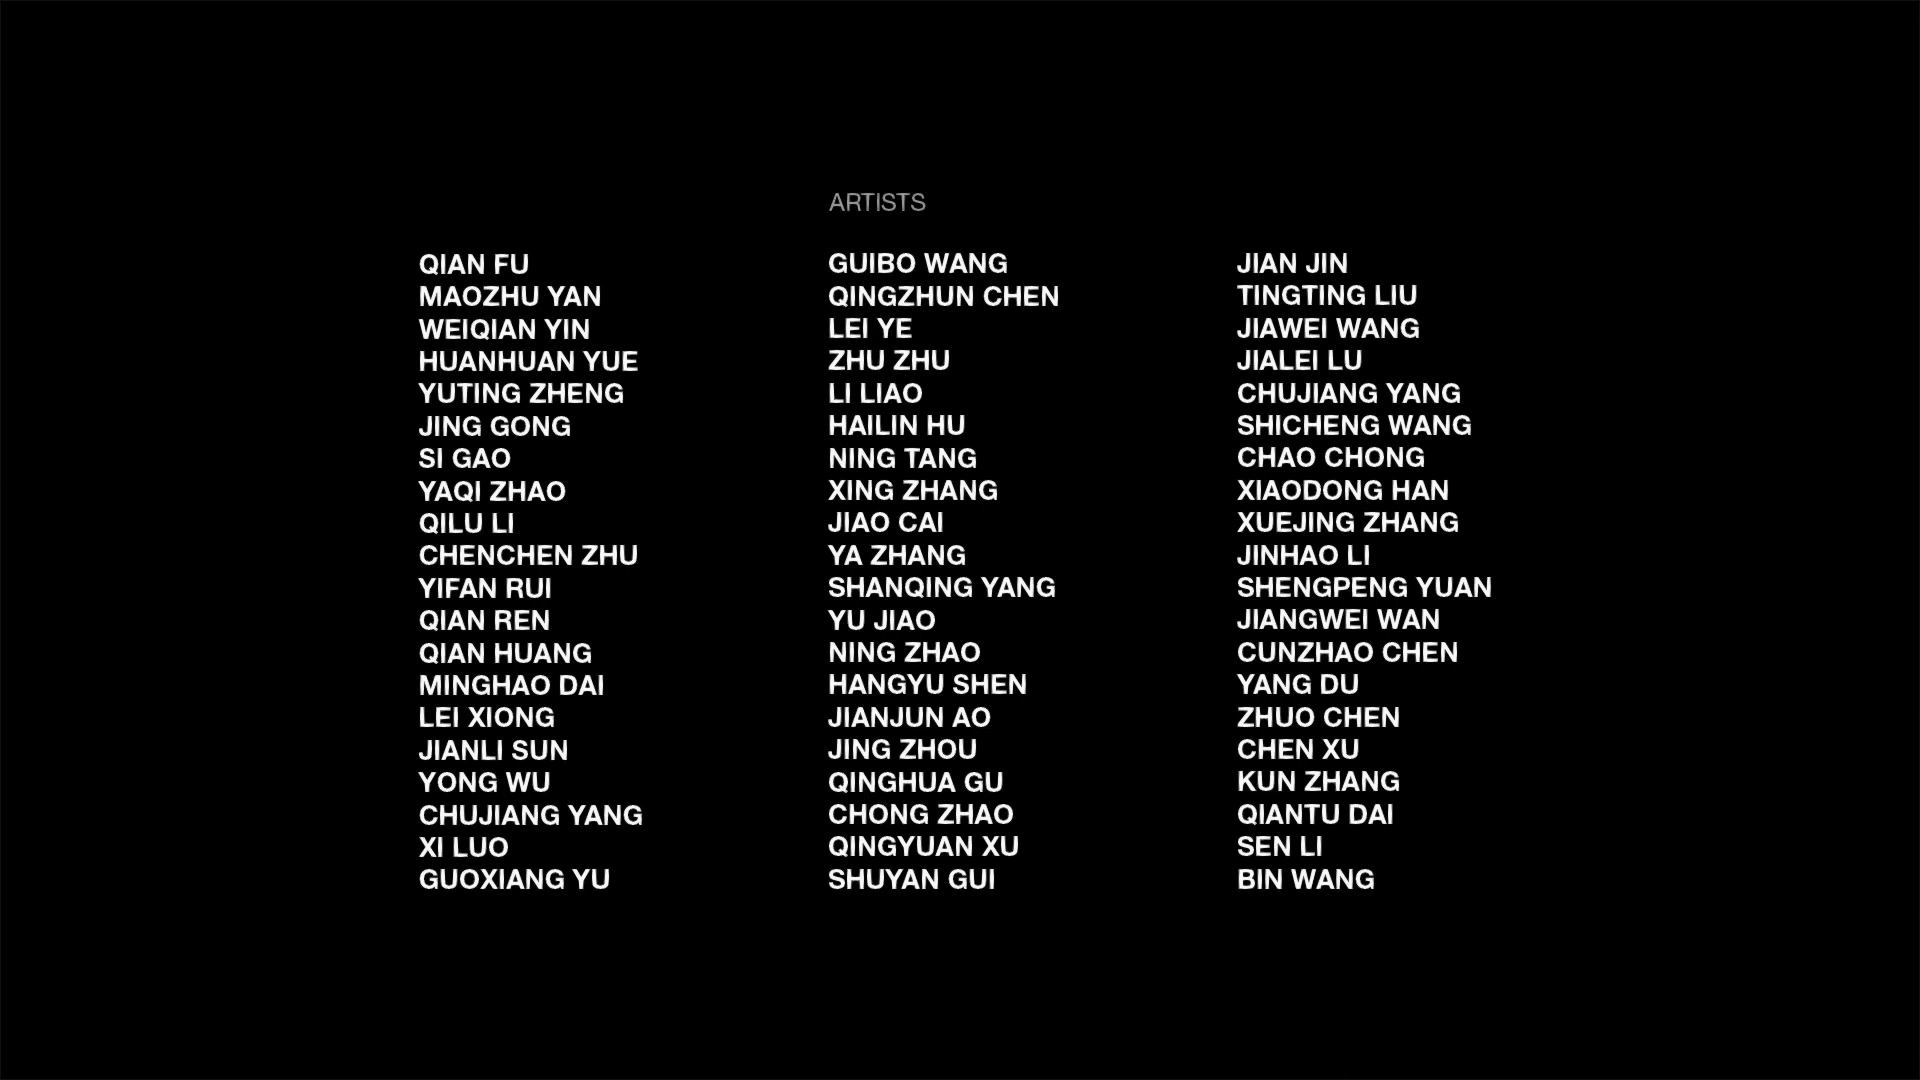 ARTISTS
QIAN FU
MAOZHU YAN
WEIQIAN YIN
HUANHUAN YUE
YUTING ZHENG
JING GONG
SI GAO
YAQI ZHAO
QILU LI
CHENCHEN ZHU
YIFAN RUI
QIAN REN
QIAN HUANG
MINGHAO DAI
LEI XIONG
JIANLI SUN
YONG WU
CHUJIANG YANG
XI LUO
GUOXIANG YU
GUIBO WANG
QINGZHUN CHEN
LEI YE
ZHU ZHU
LI LIAO
HAILIN HU
NING TANG
XING ZHANG
JIAO CAI
YA ZHANG
SHANQING YANG
YU JIAO
NING ZHAO
HANGYU SHEN
JIANJUN AO
JING ZHOU
QINGHUA GU
CHONG ZHAO
QINGYUAN XU
SHUYAN GUI
JIAN JIN
TINGTING LIU
JIAWEI WANG
JIALEI LU
CHUJIANG YANG
SHICHENG WANG
CHAO CHONG
XIAODONG HAN
XUEJING ZHANG
JINHAO LI
SHENGPENG YUAN
JIANGWEI WAN
CUNZHAO CHEN
YANG DU
ZHUO CHEN
CHEN XU
KUN ZHANG
QIANTU DAI
SEN LI
BIN WANG